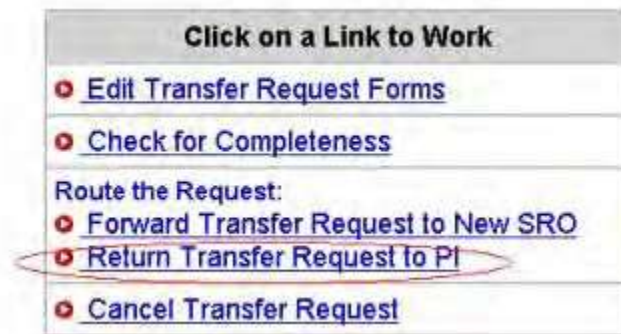 Click on a Link to Work
Edit Transfer Request Forms
Check for Completeness
Route the Request:
Forward Transfer Request to New SRO
Return Transfer Request to PI
Cancel Transfer Request